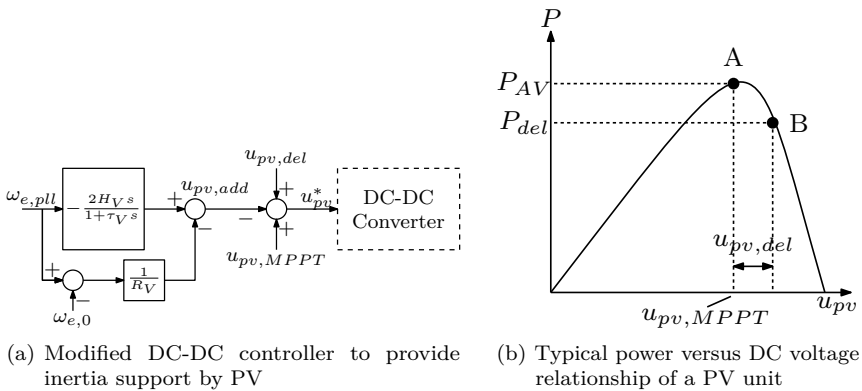 P
A
P_{AV}
P_{del}
B
u_{pv,del}
u_{pv,add}
u^*_{pv}
ω_{e,pll}
-\frac{2H_V s}{1+τ_V s}
+
−
−
+
+
DC-DC
Converter
u_{pv,MPPT}
+
−
\frac{1}{R_V}
ω_{e,0}
u_{pv,del}
u_{pv,MPPT}
u_{pv}
(a) Modified DC-DC controller to provide
inertia support by PV
(b) Typical power versus DC voltage
relationship of a PV unit